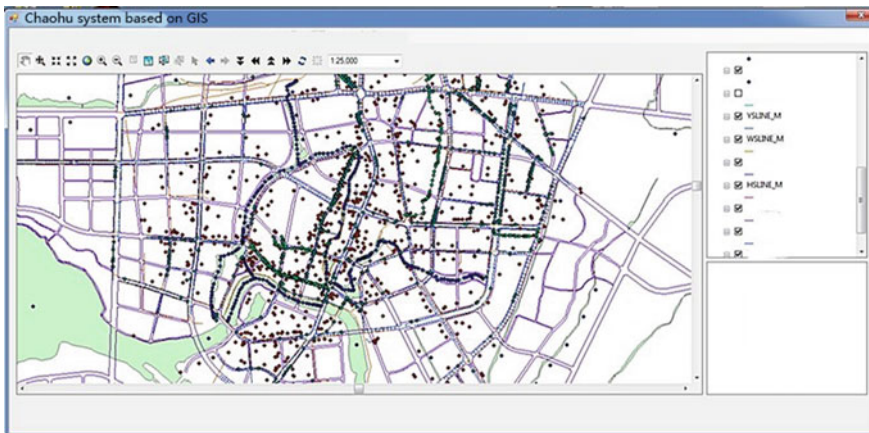 Chaohu system based on GIS
1:25,000
YSLINE_M
WSLINE_M
HSLINE_M